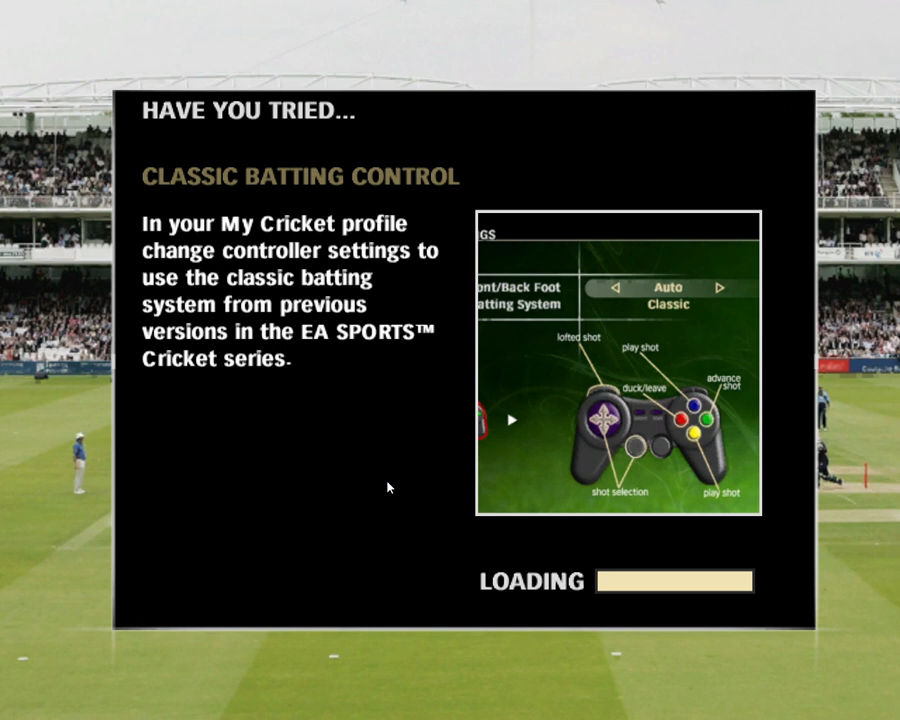 HAVE YOU TRIED...
CLASSIC BATTING CONTROL
In your My Cricket profile
change controller settings to
use the classic batting
system from previous
versions in the EA SPORTS™
Cricket series.
GS
ont/Back Foot
Auto
atting System
Classic
lofted shot
play shot
duck/leave
advance
shot
shot selection
play shot
LOADING